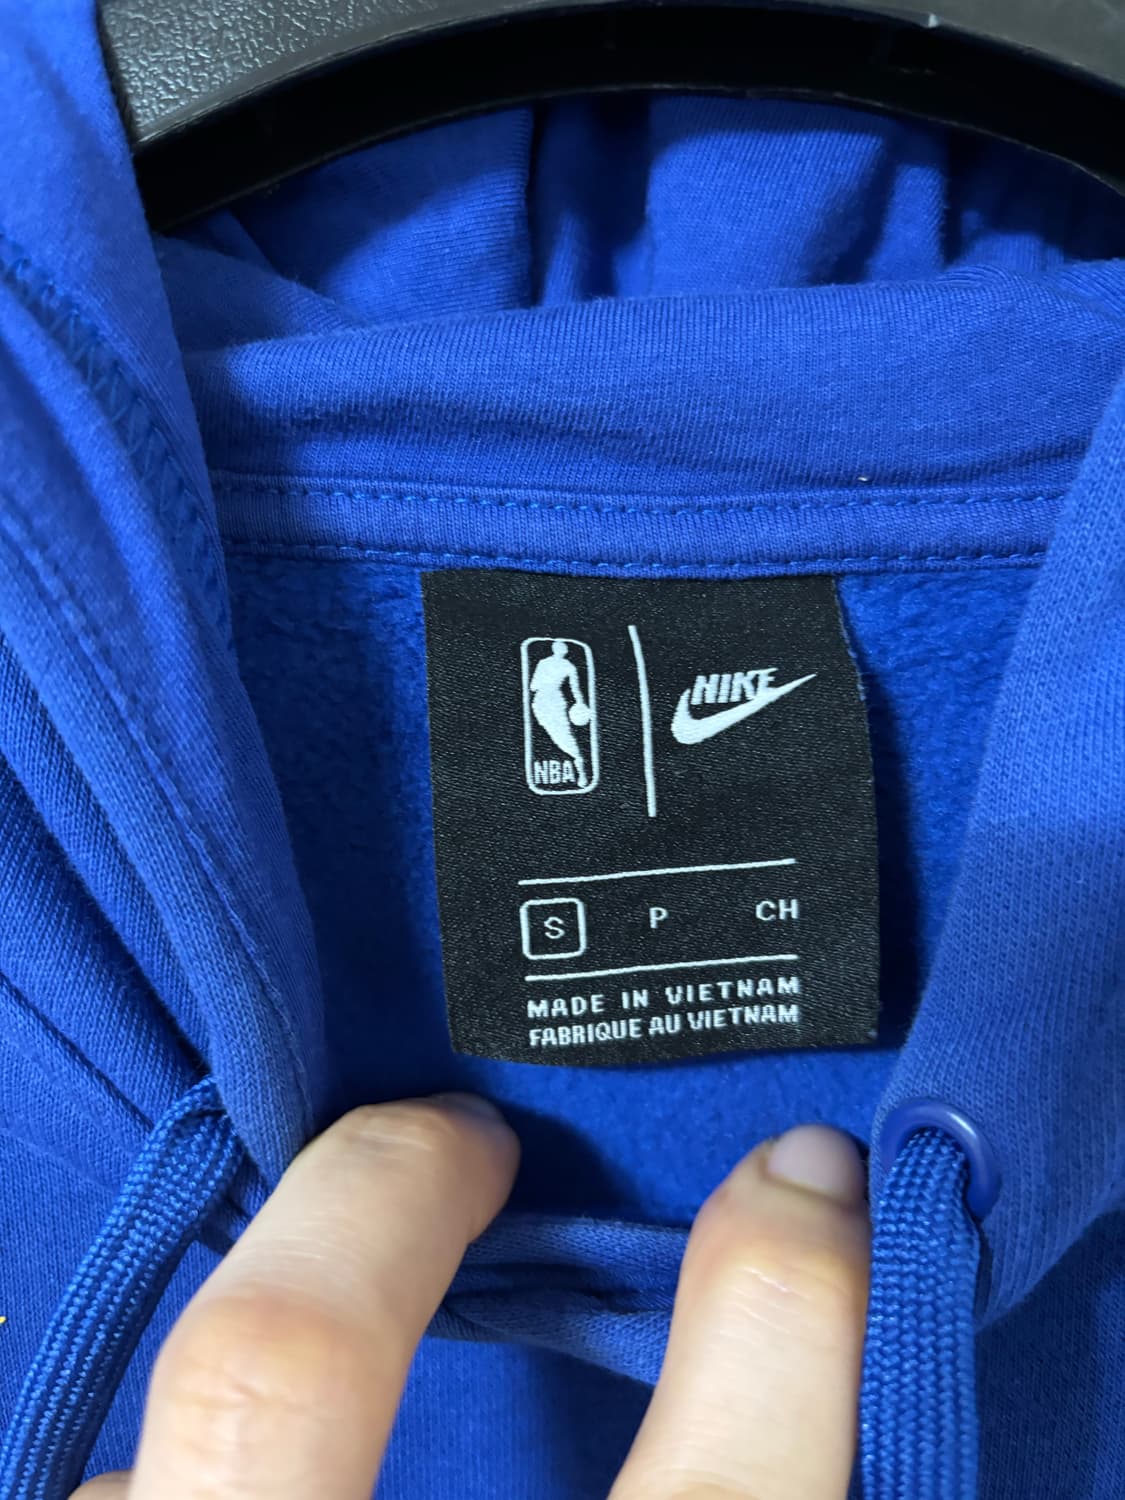 NBA NIKE
S P CH
MADE IN VIETNAM
FABRIQUE AU VIETNAM